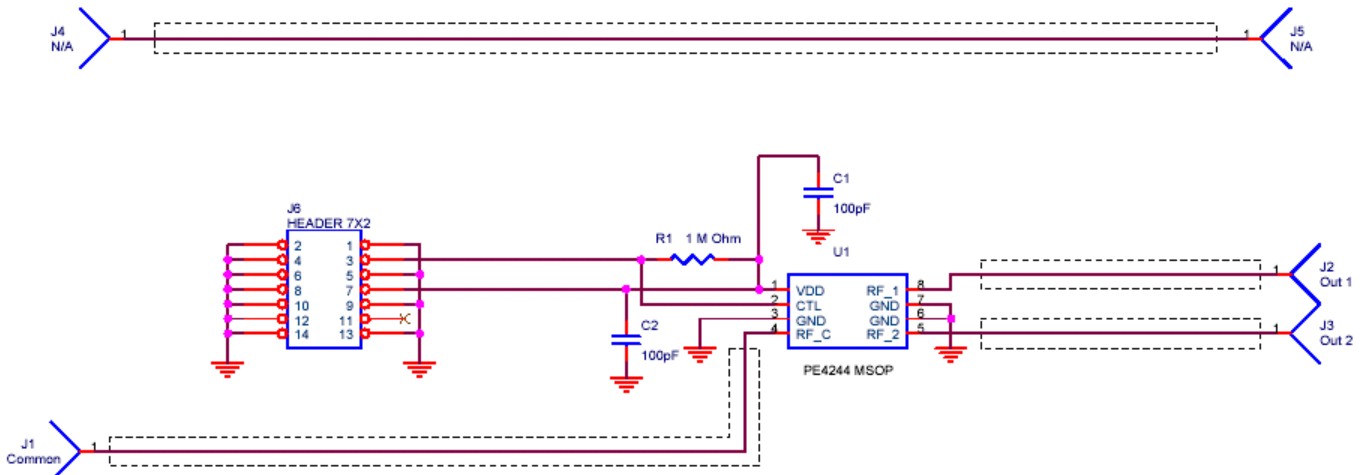 J4
N/A
1
1
J5
N/A
C1
100pF
J6
HEADER 7X2
R1 1 M Ohm
U1
2 1
4 3
6 5
8 7
10 9
12 11
14 13
1 VDD RF_1 8
2 CTL GND 7
3 GND GND 6
4 RF_C RF_2 5
1
J2
Out 1
1
J3
Out 2
C2
100pF
PE4244 MSOP
J1
Common
1